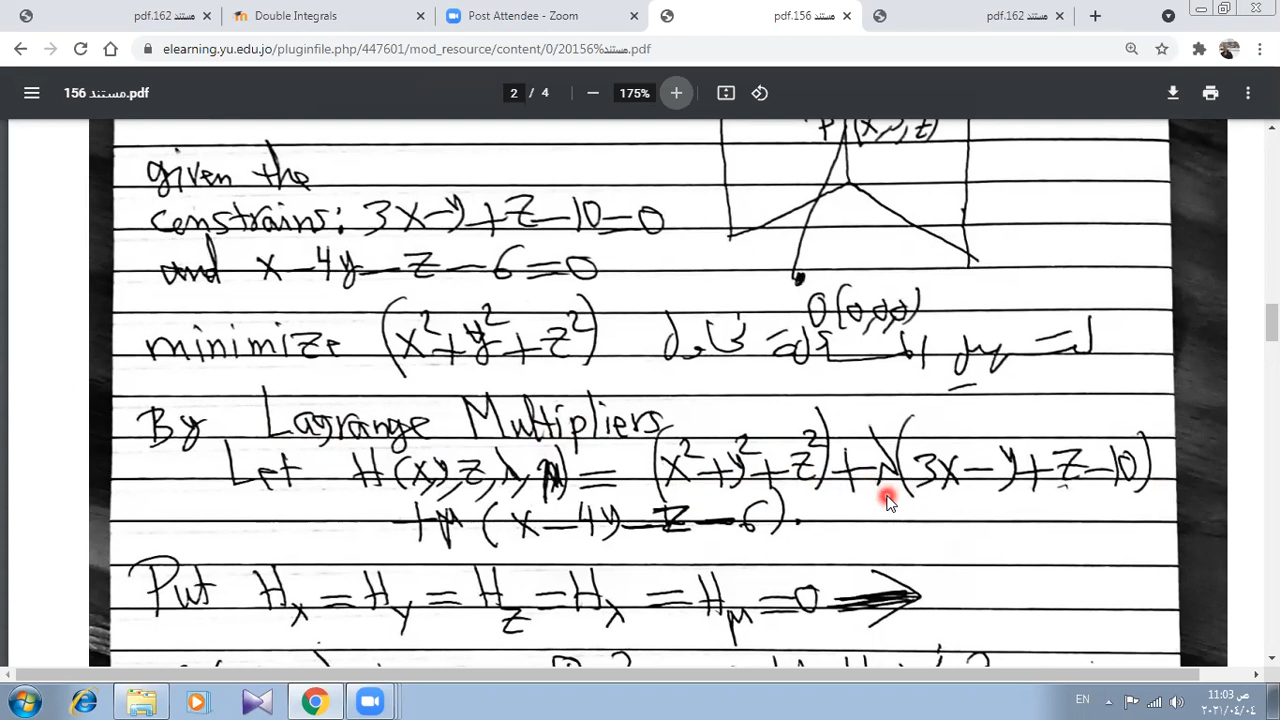 pdf.162 مستند
Double Integrals
Post Attendee - Zoom
pdf.156 مستند
pdf.162 مستند
elearning.yu.edu.jo/pluginfile.php/447601/mod_resource/content/0/20156%مستند.pdf
156 مستند.pdf
2 / 4
175%
P (x,y,z)
given the
constrains: 3x-y+z-10=0
and x-4y-z-6=0
O(0,0,0)
minimize (x²+y²+z²)
By Lagrange Multipliers
Let H(x,y,z,λ,μ) = (x²+y²+z²)+λ(3x-y+z-10)
+μ (x-4y-z-6).
Put Hx = Hy = Hz = Hλ = Hμ = 0 ⇒
EN
11:03 ص
٢٠٢١/٠٤/٠٤